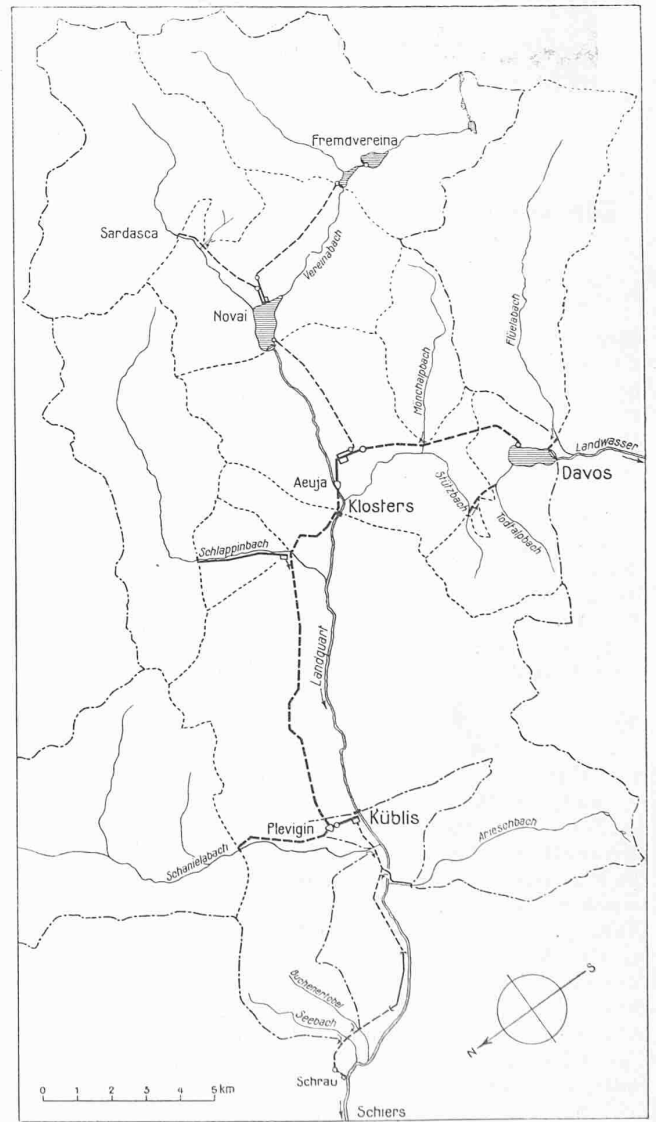 Fremdvereina
Sardasca
Vereinabach
Novai
Mönchalpbach
Flüelabach
Landwasser
Davos
Aeuja
Klosters
Stützbach
Todtalpbach
Schlappinbach
Landquart
Plevigin
Küblis
Schanielabach
Arieschbach
Buchenertobel
Seebach
S
N
Schrau
0 1 2 3 4 5 km
Schiers